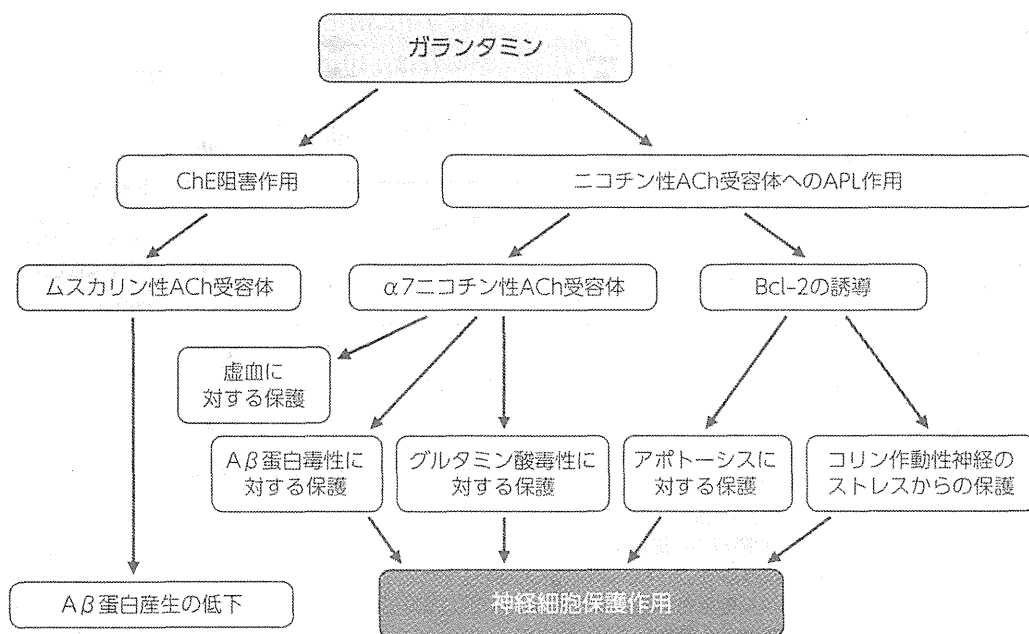 ガランタミン
ChE阻害作用
ニコチン性ACh受容体へのAPL作用
ムスカリン性ACh受容体
α7ニコチン性ACh受容体
Bcl-2の誘導
虚血に
対する保護
Aβ蛋白毒性に
対する保護
グルタミン酸毒性に
対する保護
アポトーシスに
対する保護
コリン作動性神経の
ストレスからの保護
Aβ蛋白産生の低下
神経細胞保護作用